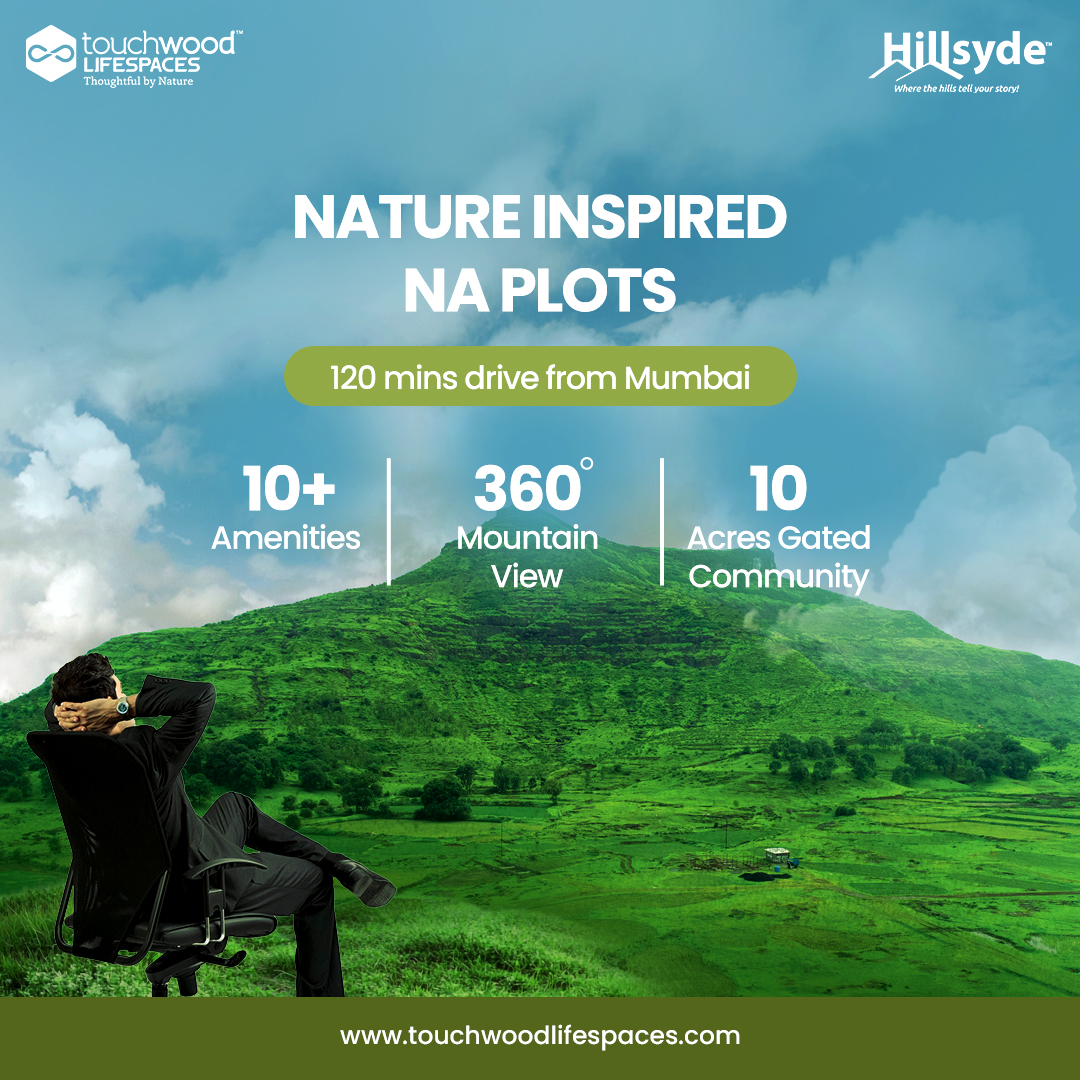 touchwood™
LIFESPACES
Thoughtful by Nature
Hillsyde™
Where the hills tell your story!
NATURE INSPIRED
NA PLOTS
120 mins drive from Mumbai
10+
Amenities
360°
Mountain
View
10
Acres Gated
Community
www.touchwoodlifespaces.com